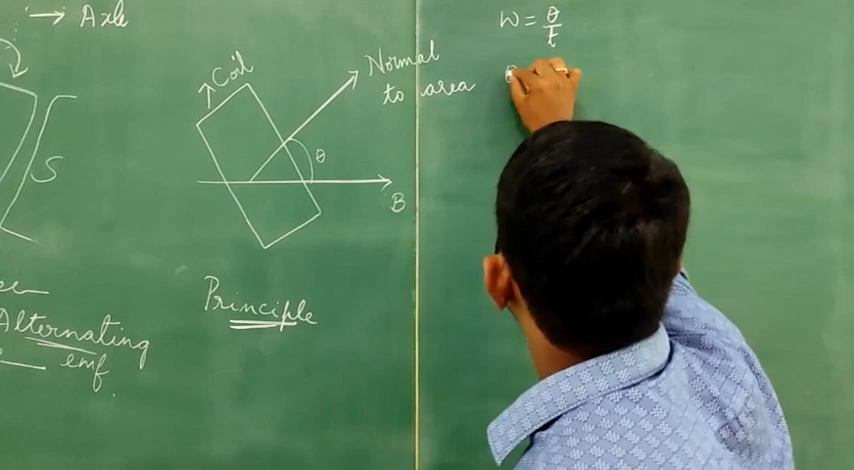 → Axle
S
Alternating
emf.
↑ Coil
Normal
to area
θ
B
Principle
W = θ/t
θ